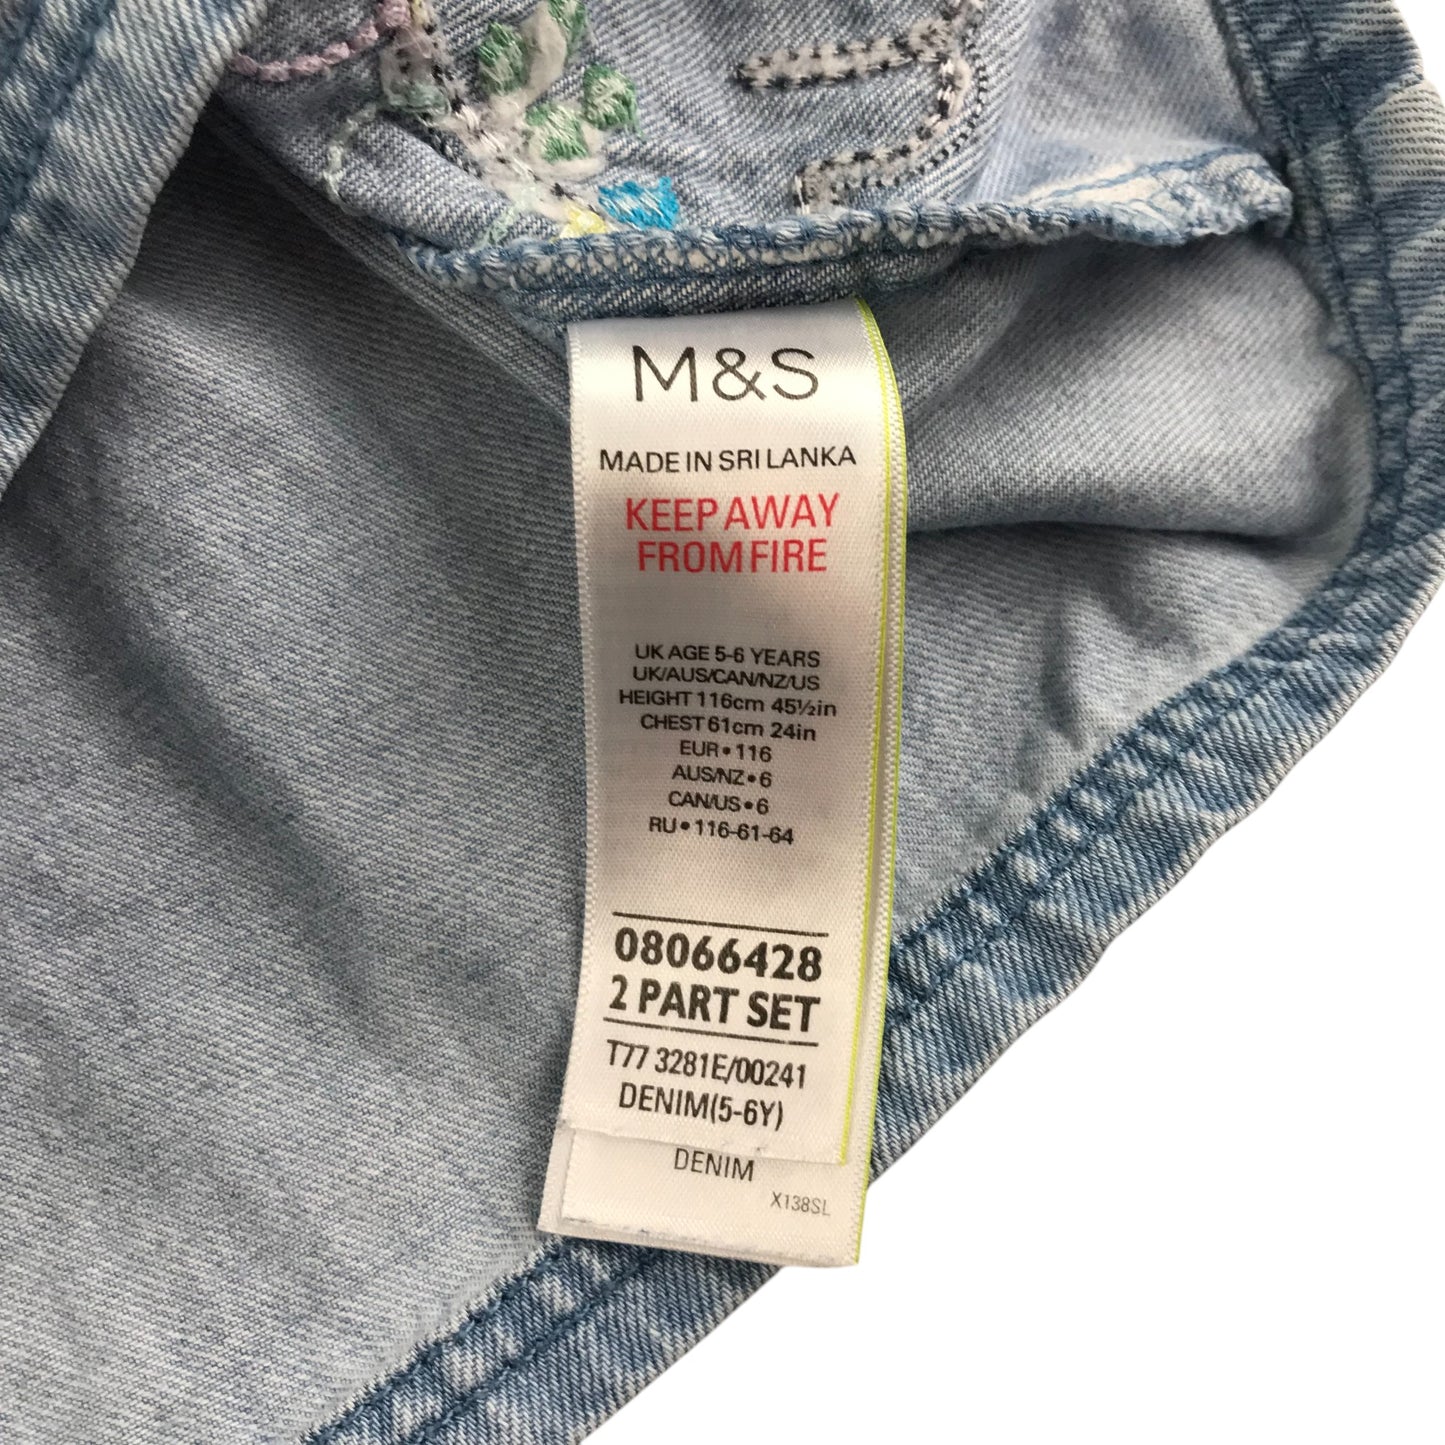 M&S
MADE IN SRI LANKA
KEEP AWAY
FROM FIRE
UK AGE 5-6 YEARS
UK/AUS/CAN/NZ/US
HEIGHT 116cm 45½in
CHEST 61cm 24in
EUR•116
AUS/NZ•6
CAN/US•6
RU•116-61-64
08066428
2 PART SET
T77 3281E/00241
DENIM(5-6Y)
DENIM
X138SL